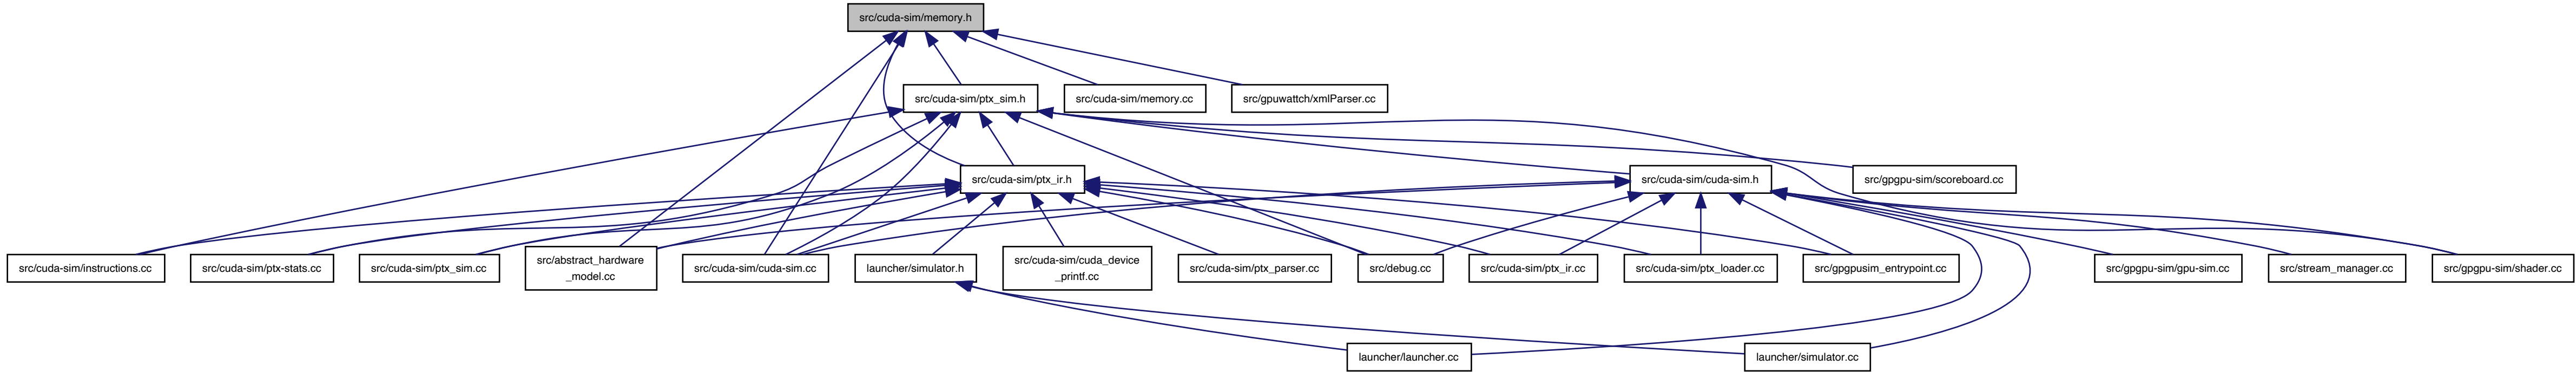 src/cuda-sim/memory.h
src/cuda-sim/ptx_sim.h
src/cuda-sim/memory.cc
src/gpuwattch/xmlParser.cc
src/cuda-sim/ptx_ir.h
src/cuda-sim/cuda-sim.h
src/gpgpu-sim/scoreboard.cc
src/cuda-sim/instructions.cc
src/cuda-sim/ptx-stats.cc
src/cuda-sim/ptx_sim.cc
src/abstract_hardware
_model.cc
src/cuda-sim/cuda-sim.cc
launcher/simulator.h
src/cuda-sim/cuda_device
_printf.cc
src/cuda-sim/ptx_parser.cc
src/debug.cc
src/cuda-sim/ptx_ir.cc
src/cuda-sim/ptx_loader.cc
src/gpgpusim_entrypoint.cc
src/gpgpu-sim/gpu-sim.cc
src/stream_manager.cc
src/gpgpu-sim/shader.cc
launcher/launcher.cc
launcher/simulator.cc